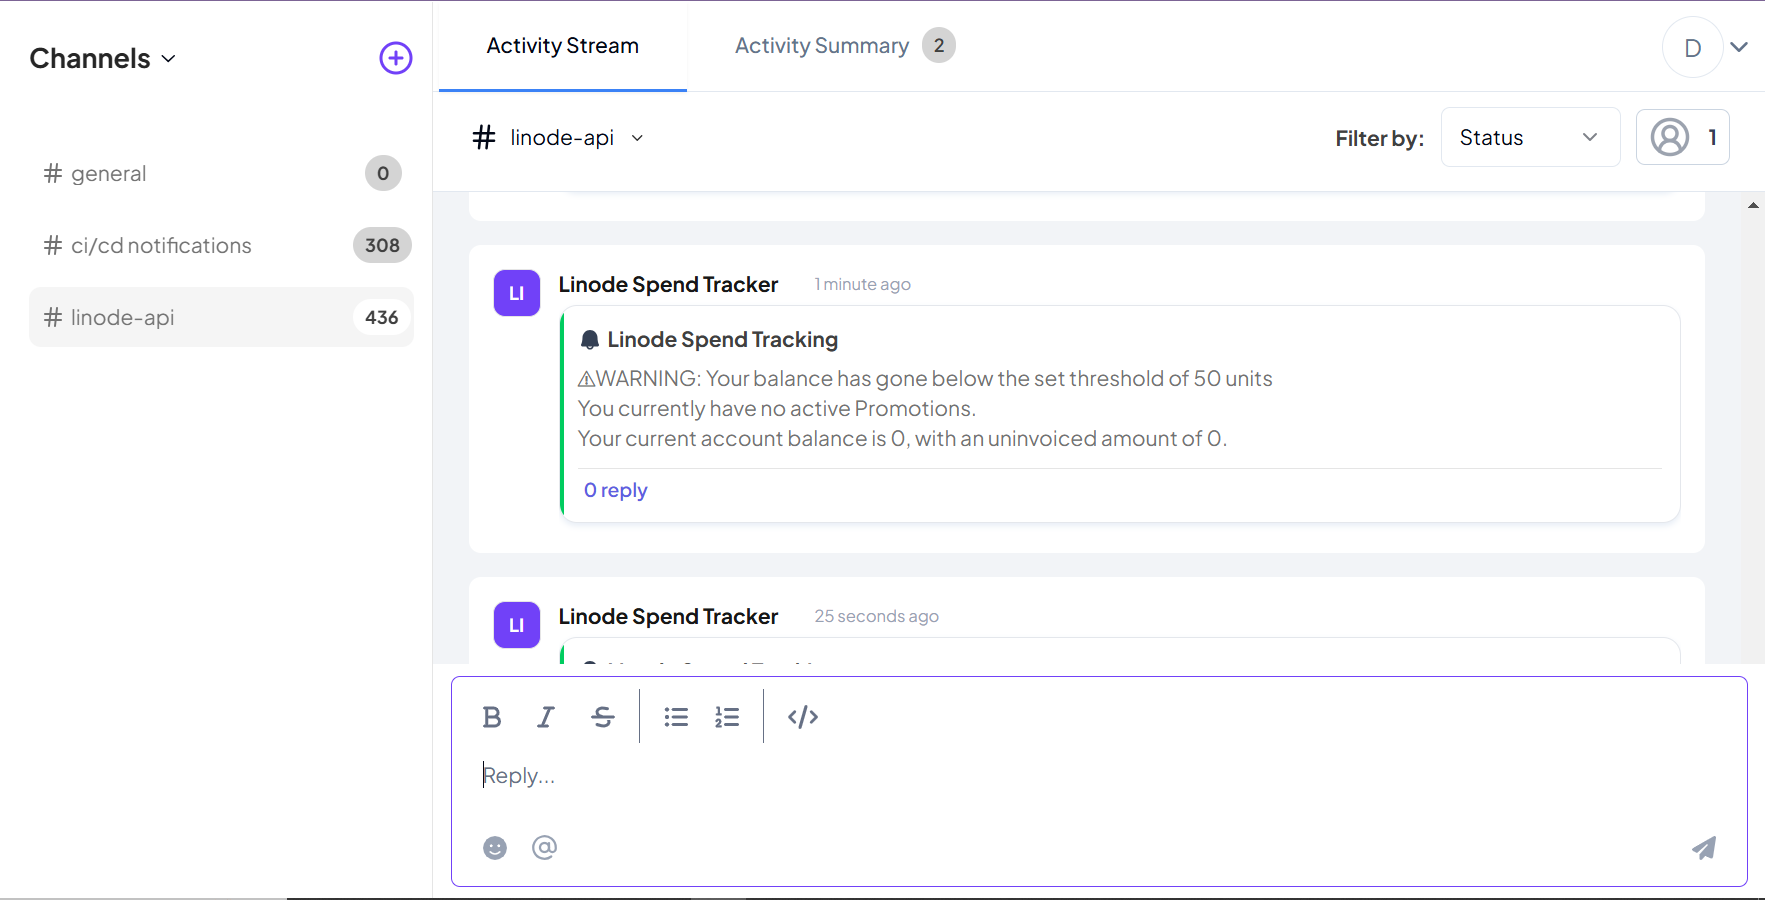 Channels
# general 0
# ci/cd notifications 308
# linode-api 436
Activity Stream
Activity Summary 2
D
# linode-api
Filter by: Status 1
LI
Linode Spend Tracker 1 minute ago
Linode Spend Tracking
⚠WARNING: Your balance has gone below the set threshold of 50 units
You currently have no active Promotions.
Your current account balance is 0, with an uninvoiced amount of 0.
0 reply
LI
Linode Spend Tracker 25 seconds ago
B I S </>
Reply...
@